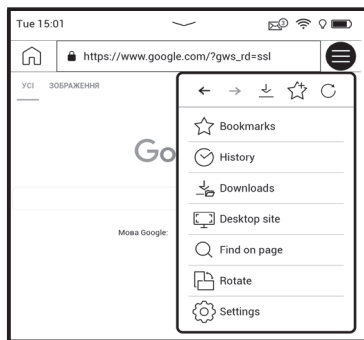 Tue 15:01
3
https://www.google.com/?gws_rd=ssl
УСІ ЗОБРАЖЕННЯ
Go
Bookmarks
History
Downloads
Desktop site
Мова Google:
Find on page
Rotate
Settings